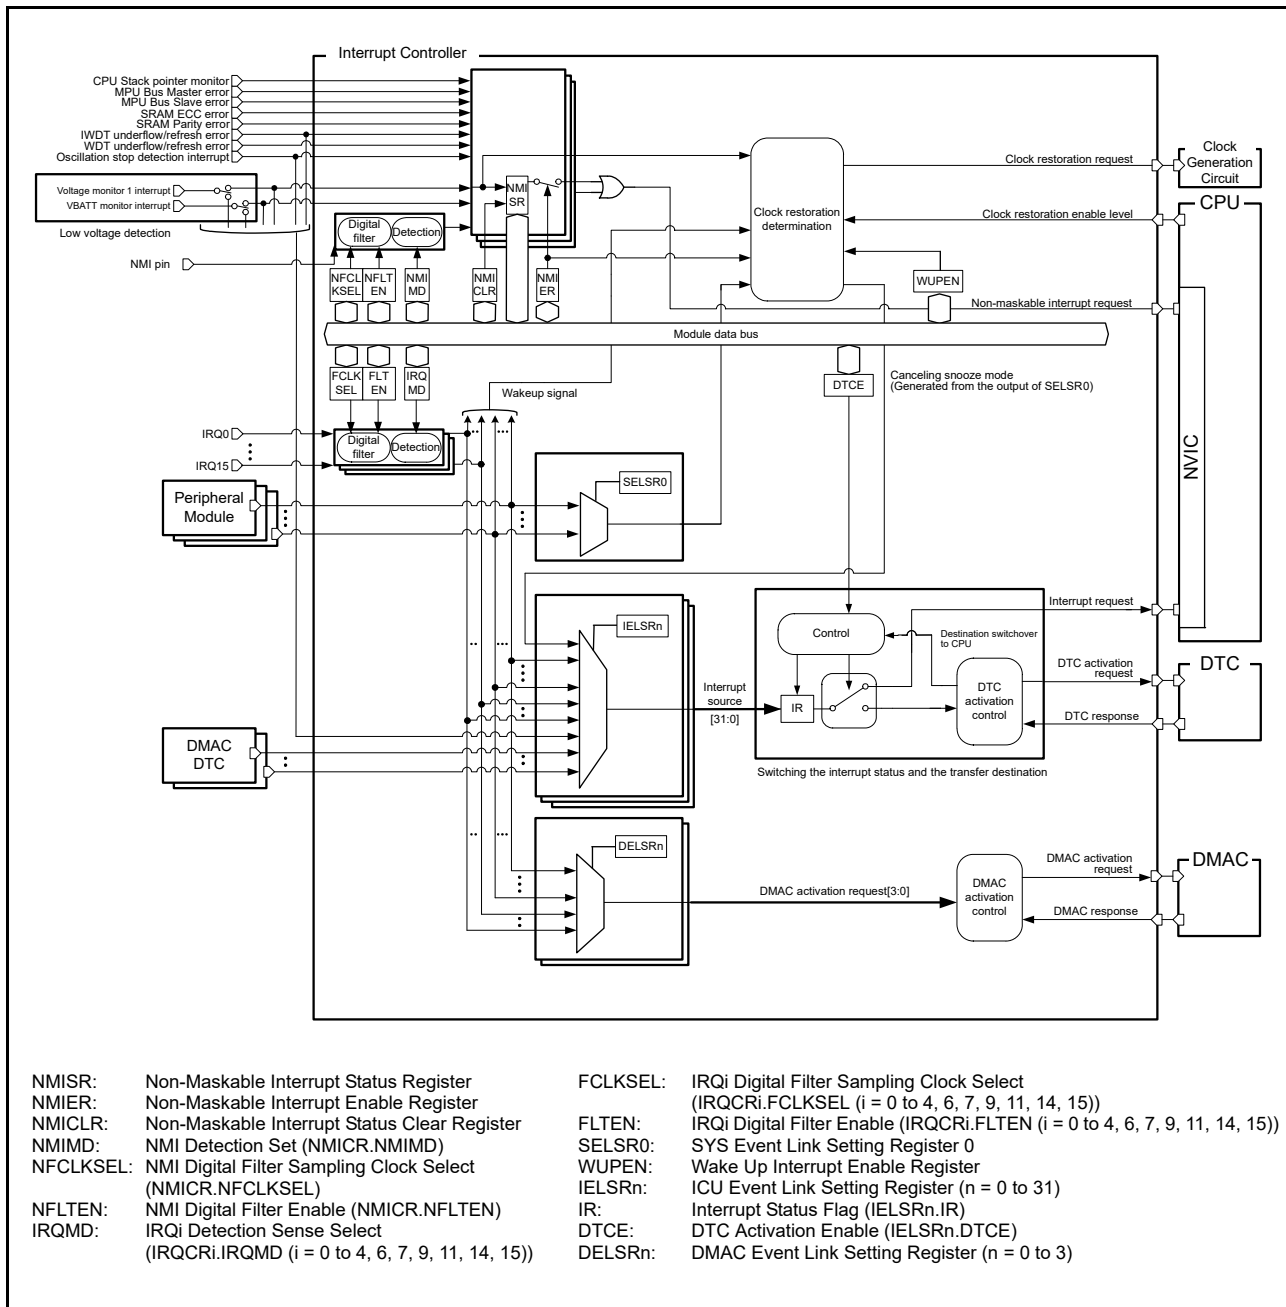 Interrupt Controller
CPU Stack pointer monitor
MPU Bus Master error
MPU Bus Slave error
SRAM ECC error
SRAM Parity error
IWDT underflow/refresh error
WDT underflow/refresh error
Oscillation stop detection interrupt
Voltage monitor 1 interrupt
VBATT monitor interrupt
Low voltage detection
NMI pin
Digital
filter
Detection
NMI
SR
NFCL
KSEL
NFLT
EN
NMI
MD
NMI
CLR
NMI
ER
Clock restoration
determination
WUPEN
Clock restoration request
Clock restoration enable level
Non-maskable interrupt request
Clock
Generation
Circuit
CPU
NVIC
Module data bus
FCLK
SEL
FLT
EN
IRQ
MD
Wakeup signal
DTCE
Canceling snooze mode
(Generated from the output of SELSR0)
IRQ0
IRQ15
Digital
filter
Detection
Peripheral
Module
SELSR0
IELSRn
Interrupt
source
[31:0]
Control
IR
Destination switchover
to CPU
DTC
activation
control
Interrupt request
DTC activation
request
DTC response
DTC
Switching the interrupt status and the transfer destination
DMAC
DTC
DELSRn
DMAC activation request[3:0]
DMAC
activation
control
DMAC activation
request
DMAC response
DMAC
NMISR: Non-Maskable Interrupt Status Register
NMIER: Non-Maskable Interrupt Enable Register
NMICLR: Non-Maskable Interrupt Status Clear Register
NMIMD: NMI Detection Set (NMICR.NMIMD)
NFCLKSEL: NMI Digital Filter Sampling Clock Select
(NMICR.NFCLKSEL)
NFLTEN: NMI Digital Filter Enable (NMICR.NFLTEN)
IRQMD: IRQi Detection Sense Select
(IRQCRi.IRQMD (i = 0 to 4, 6, 7, 9, 11, 14, 15))
FCLKSEL: IRQi Digital Filter Sampling Clock Select
(IRQCRi.FCLKSEL (i = 0 to 4, 6, 7, 9, 11, 14, 15))
FLTEN: IRQi Digital Filter Enable (IRQCRi.FLTEN (i = 0 to 4, 6, 7, 9, 11, 14, 15))
SELSR0: SYS Event Link Setting Register 0
WUPEN: Wake Up Interrupt Enable Register
IELSRn: ICU Event Link Setting Register (n = 0 to 31)
IR: Interrupt Status Flag (IELSRn.IR)
DTCE: DTC Activation Enable (IELSRn.DTCE)
DELSRn: DMAC Event Link Setting Register (n = 0 to 3)